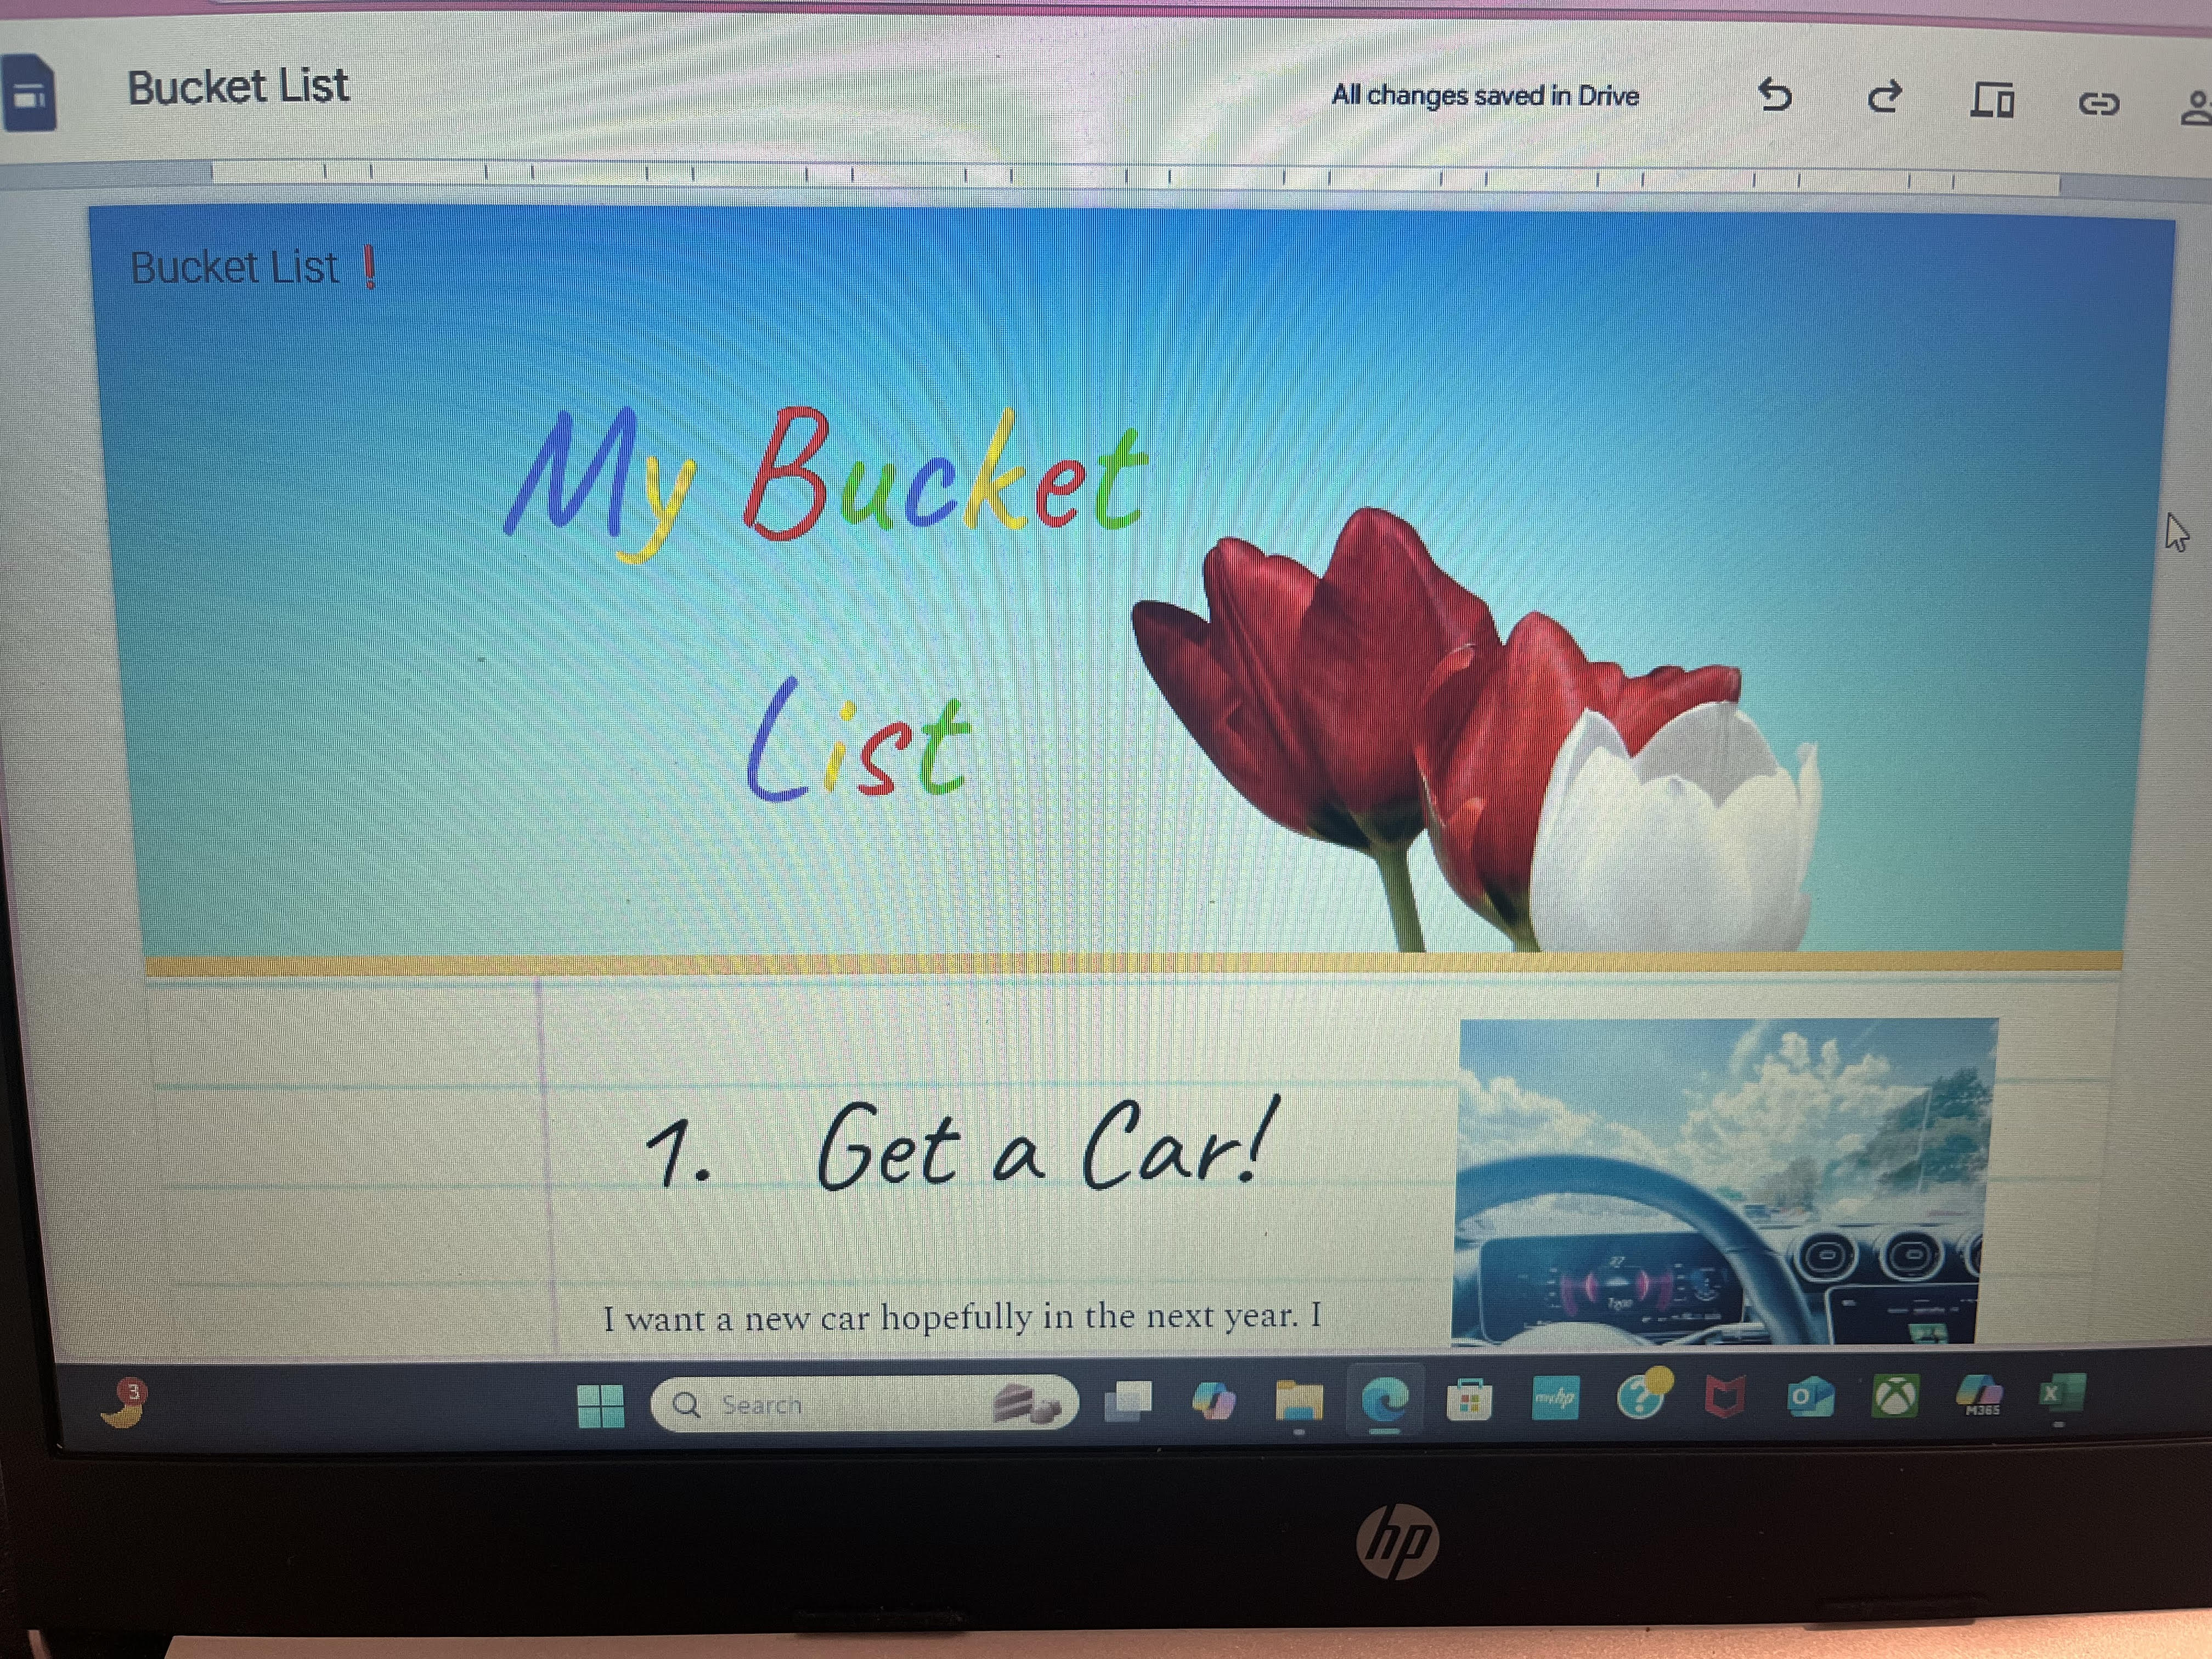 Bucket List
All changes saved in Drive
Bucket List❗
My Bucket
List
1. Get a Car!
I want a new car hopefully in the next year. I
3
Search
myhp
M365
hp